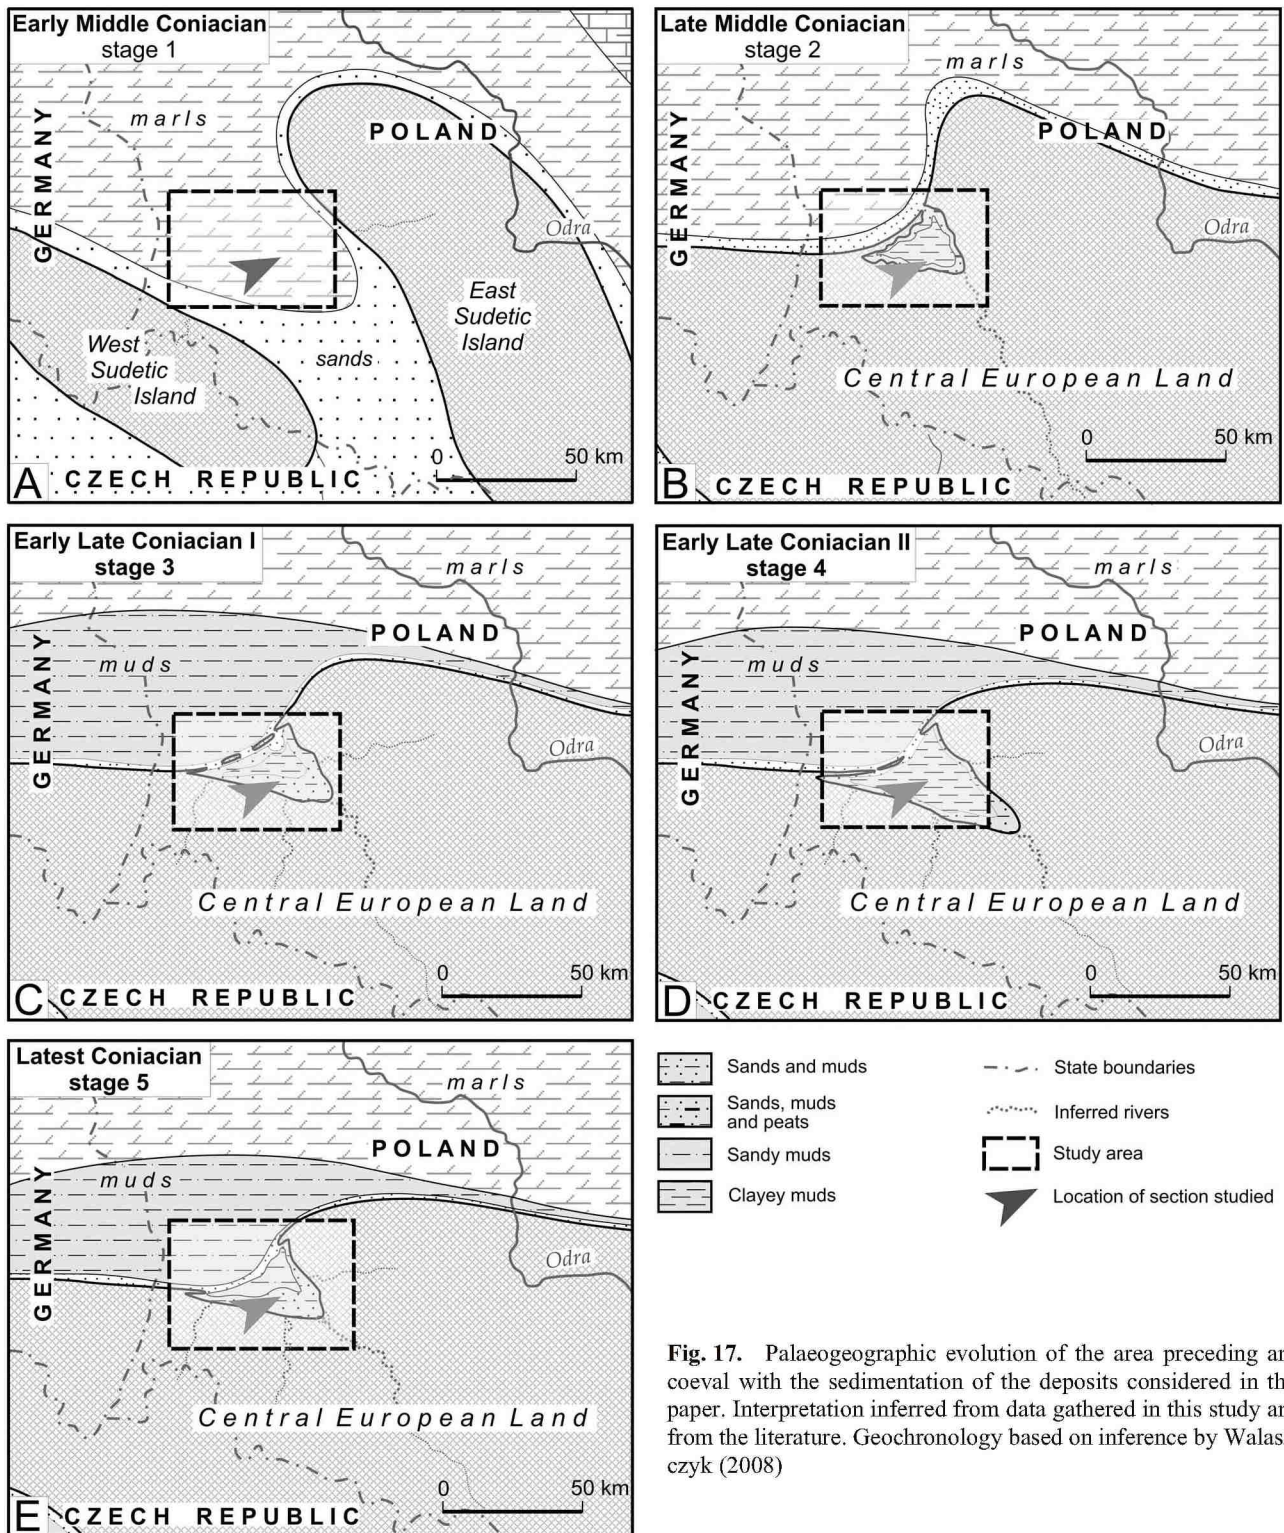 Early Middle Coniacian
stage 1
marls
GERMANY
POLAND
Odra
East
Sudetic
Island
West
Sudetic
Island
sands
0 50 km
A
CZECH REPUBLIC
Late Middle Coniacian
stage 2
marls
GERMANY
POLAND
Odra
Central European Land
0 50 km
B
CZECH REPUBLIC
Early Late Coniacian I
stage 3
marls
POLAND
muds
GERMANY
Odra
Central European Land
0 50 km
C
CZECH REPUBLIC
Early Late Coniacian II
stage 4
marls
POLAND
muds
GERMANY
Odra
Central European Land
0 50 km
D
CZECH REPUBLIC
Latest Coniacian
stage 5
marls
POLAND
muds
GERMANY
Odra
Central European Land
0 50 km
E
CZECH REPUBLIC
Sands and muds
Sands, muds
and peats
Sandy muds
Clayey muds
State boundaries
Inferred rivers
Study area
Location of section studied
Fig. 17. Palaeogeographic evolution of the area preceding an
coeval with the sedimentation of the deposits considered in th
paper. Interpretation inferred from data gathered in this study an
from the literature. Geochronology based on inference by Walas
czyk (2008)